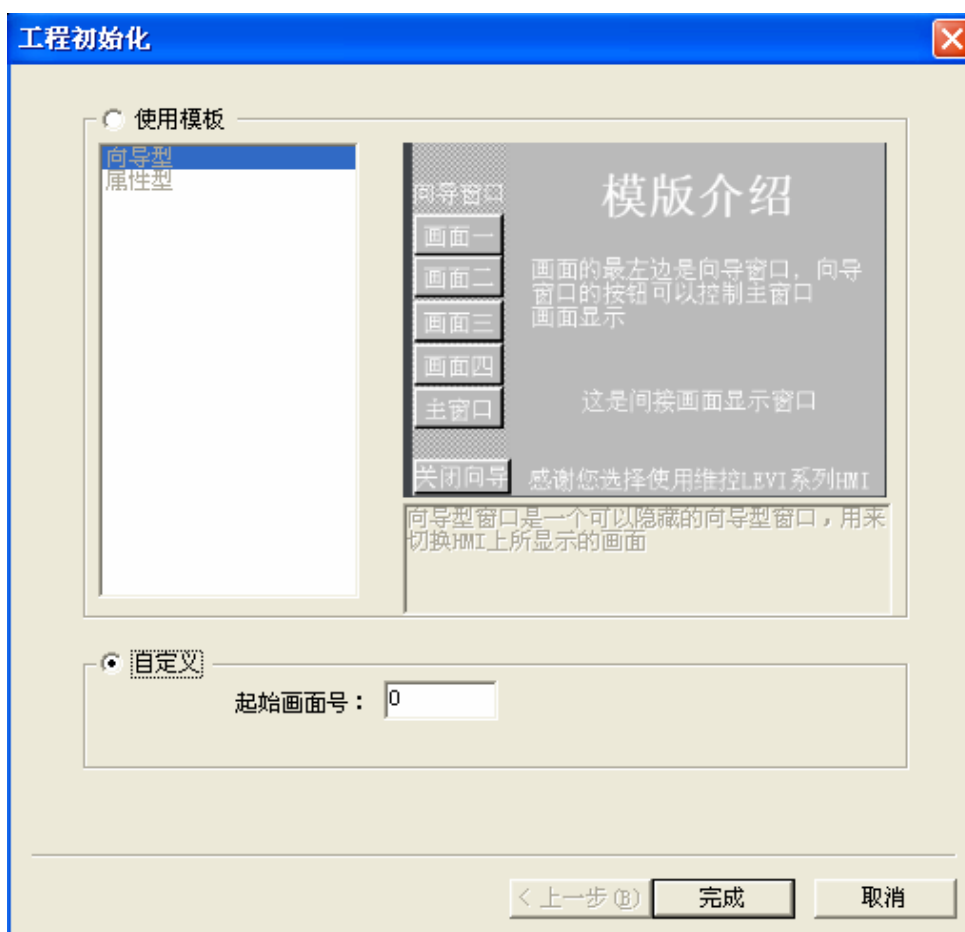 工程初始化
使用模板
向导型
属性型
向导窗口
画面一
画面二
画面三
画面四
主窗口
关闭向导
模版介绍
画面的最左边是向导窗口，向导
窗口的按钮可以控制主窗口
画面显示
这是间接画面显示窗口
感谢您选择使用维控LEVI系列HMI
向导型窗口是一个可以隐藏的向导型窗口，用来
切换HMI上所显示的画面
自定义
起始画面号： 0
< 上一步(B)
完成
取消